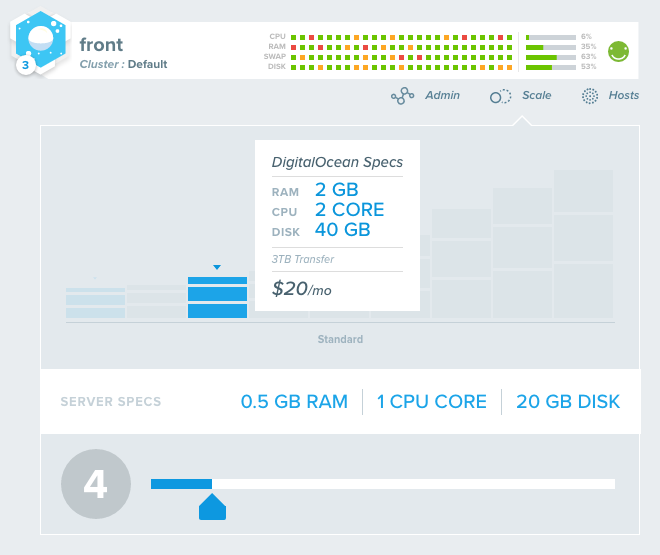 front
Cluster : Default
3
CPU 6%
RAM 35%
SWAP 63%
DISK 53%
Admin
Scale
Hosts
DigitalOcean Specs
RAM 2 GB
CPU 2 CORE
DISK 40 GB
3TB Transfer
$20/mo
Standard
SERVER SPECS 0.5 GB RAM 1 CPU CORE 20 GB DISK
4